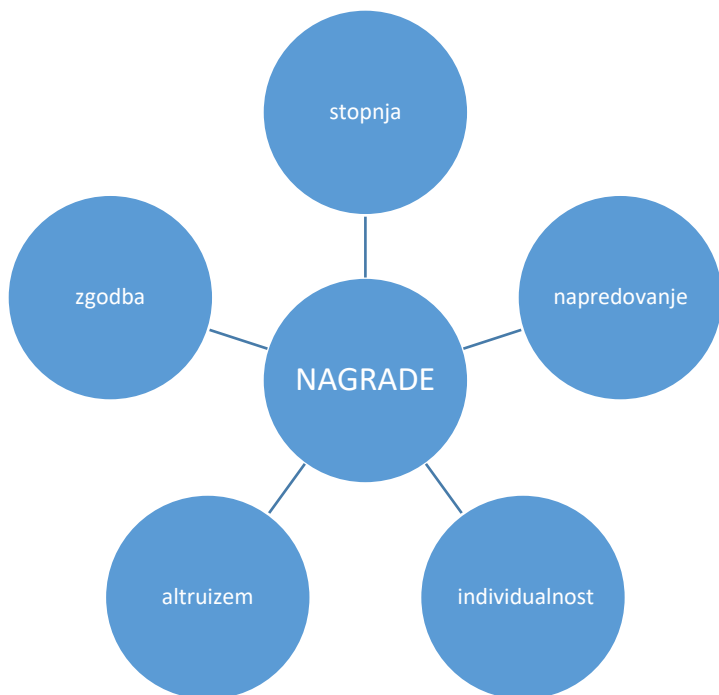 stopnja
zgodba
napredovanje
NAGRADE
altruizem
individualnost